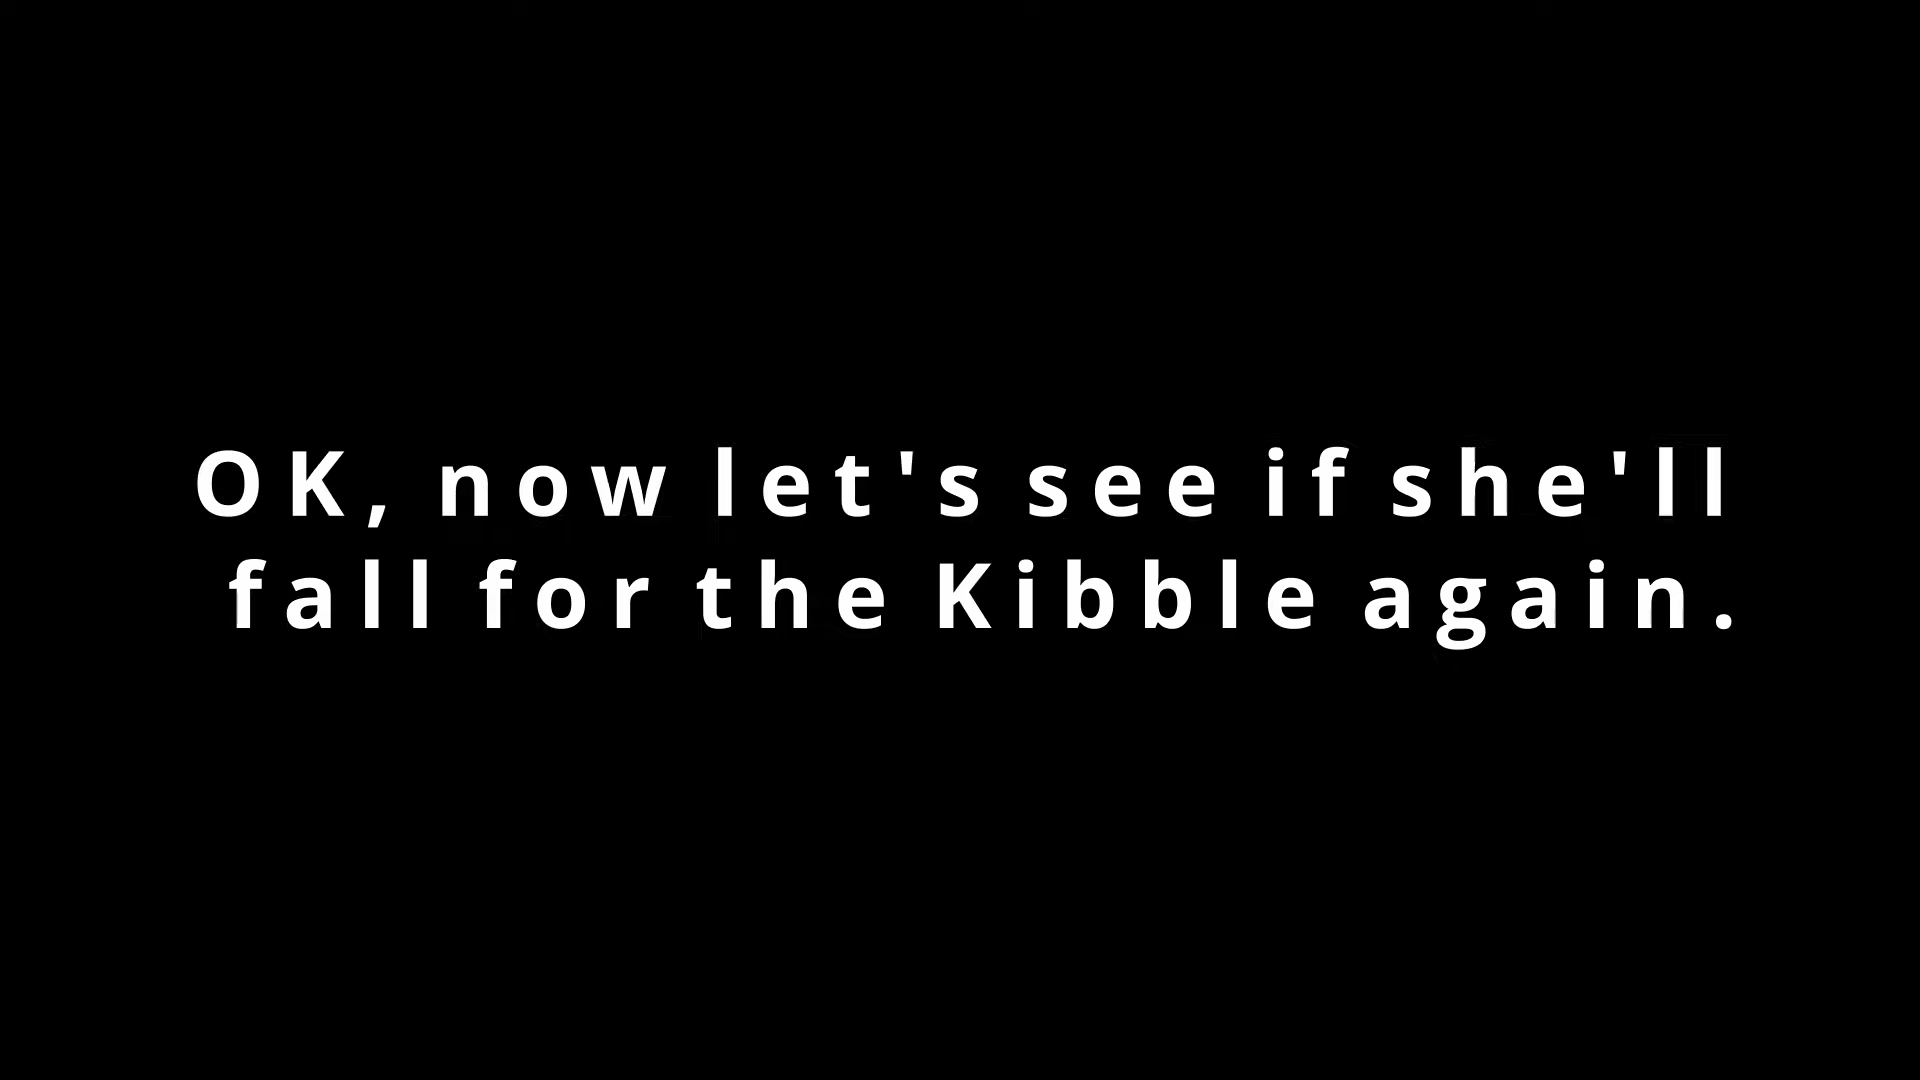 OK, now let's see if she'll
fall for the Kibble again.